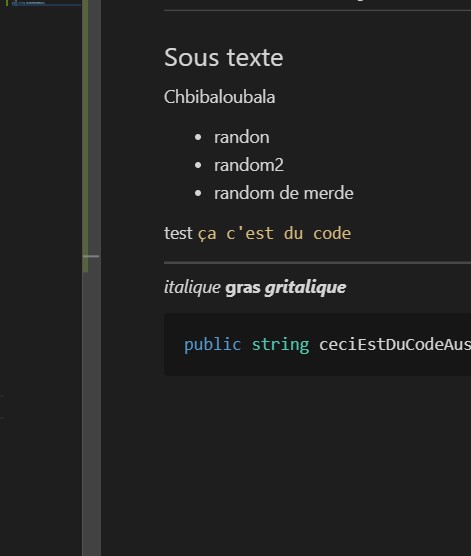 Sous texte
Chbibaloubala
randon
random2
random de merde
test ça c'est du code
italique gras gritalique
public string ceciEstDuCodeAus